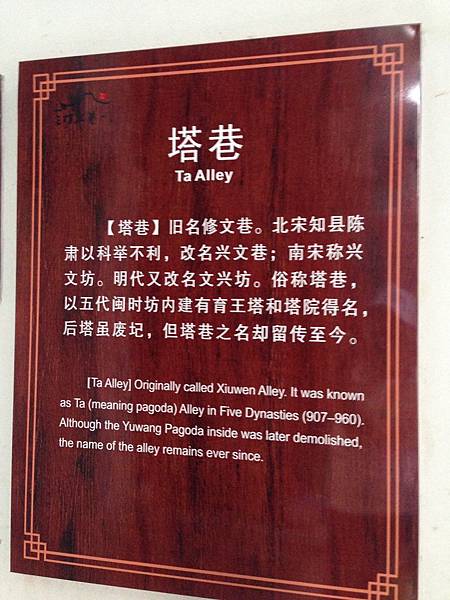 塔巷
Ta Alley
【塔巷】旧名修文巷。北宋知县陈
肃以科举不利，改名兴文巷；南宋称兴
文坊。明代又改名文兴坊。俗称塔巷，
以五代闽时坊内建有育王塔和塔院得名，
后塔虽废圮，但塔巷之名却留传至今。
[Ta Alley] Originally called Xiuwen Alley. It was known
as Ta (meaning pagoda) Alley in Five Dynasties (907–960).
Although the Yuwang Pagoda inside was later demolished,
the name of the alley remains ever since.